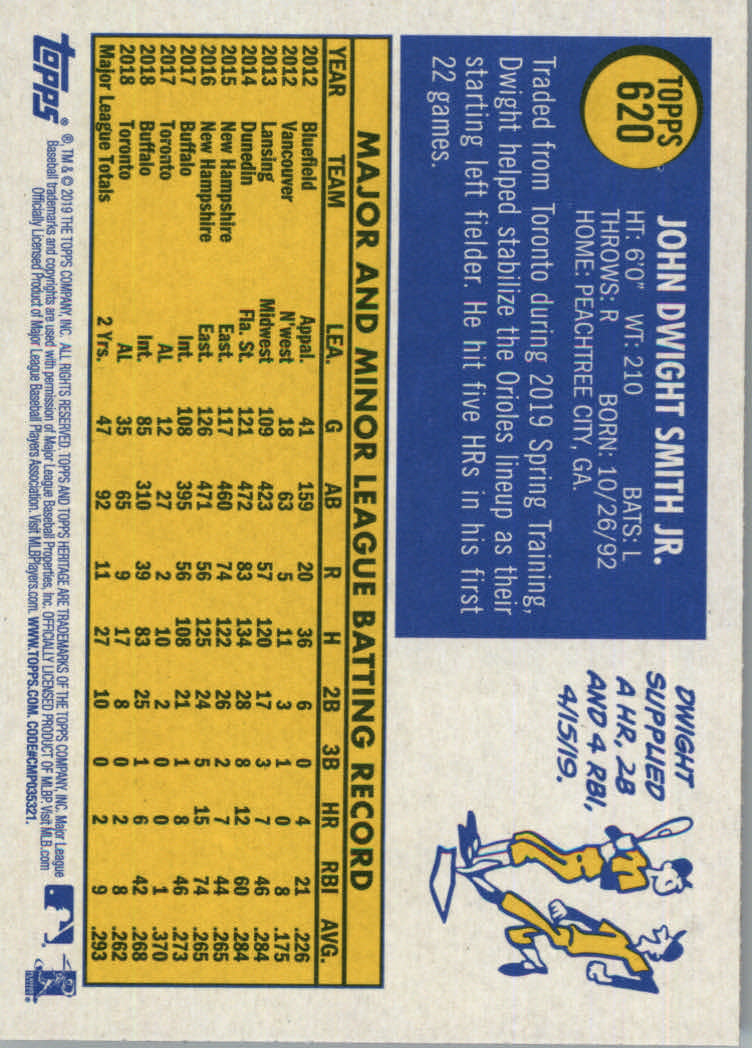 TOPPS
620
JOHN DWIGHT SMITH JR.
HT: 6'0" WT: 210 BATS: L
THROWS: R BORN: 10/26/92
HOME: PEACHTREE CITY, GA.
Traded from Toronto during 2019 Spring Training,
Dwight helped stabilize the Orioles lineup as their
starting left fielder. He hit five HRs in his first
22 games.
DWIGHT
SUPPLIED
A HR, 2B
AND 4 RBI,
4/15/19.
MAJOR AND MINOR LEAGUE BATTING RECORD
YEAR TEAM LEA. G AB R H 2B 3B HR RBI AVG.
2012 Bluefield Appal. 41 159 20 36 6 0 4 21 .226
2012 Vancouver N'west 18 63 5 11 3 1 0 8 .175
2013 Lansing Midwest 109 423 57 120 17 3 7 46 .284
2014 Dunedin Fla. St. 121 472 83 134 28 8 12 60 .284
2015 New Hampshire East. 117 460 74 122 26 2 7 44 .265
2016 New Hampshire East. 126 471 56 125 24 5 15 74 .265
2017 Buffalo Int. 108 395 56 108 21 1 8 46 .273
2017 Toronto AL 12 27 2 10 2 0 0 1 .370
2018 Buffalo Int. 85 310 39 83 25 1 6 42 .268
2018 Toronto AL 35 65 9 17 8 0 2 8 .262
Major League Totals 2 Yrs. 47 92 11 27 10 0 2 9 .293
topps®
®, TM & © 2019 THE TOPPS COMPANY, INC. ALL RIGHTS RESERVED. TOPPS AND TOPPS HERITAGE ARE TRADEMARKS OF THE TOPPS COMPANY, INC. Major League
Baseball trademarks and copyrights are used with permission of Major League Baseball Properties, Inc. OFFICIALLY LICENSED PRODUCT OF MLBP. Visit MLB.com
Officially Licensed Product of Major League Baseball Players Association. Visit MLBPlayers.com. WWW.TOPPS.COM. CODE#CMP035321.